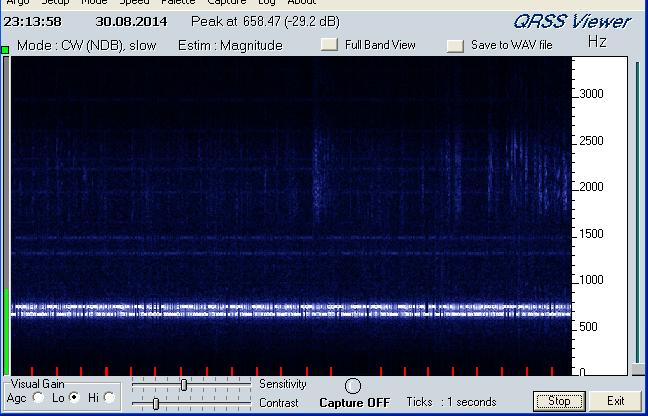 Argo Setup Mode Speed Palette Capture Log About
23:13:58 30.08.2014 Peak at 658.47 (-29.2 dB) QRSS Viewer
Mode : CW (NDB), slow Estim : Magnitude Full Band View Save to WAV file Hz
3000
2500
2000
1500
1000
500
0
Visual Gain
Agc Lo Hi
Sensitivity
Contrast
Capture OFF
Ticks : 1 seconds
Stop
Exit